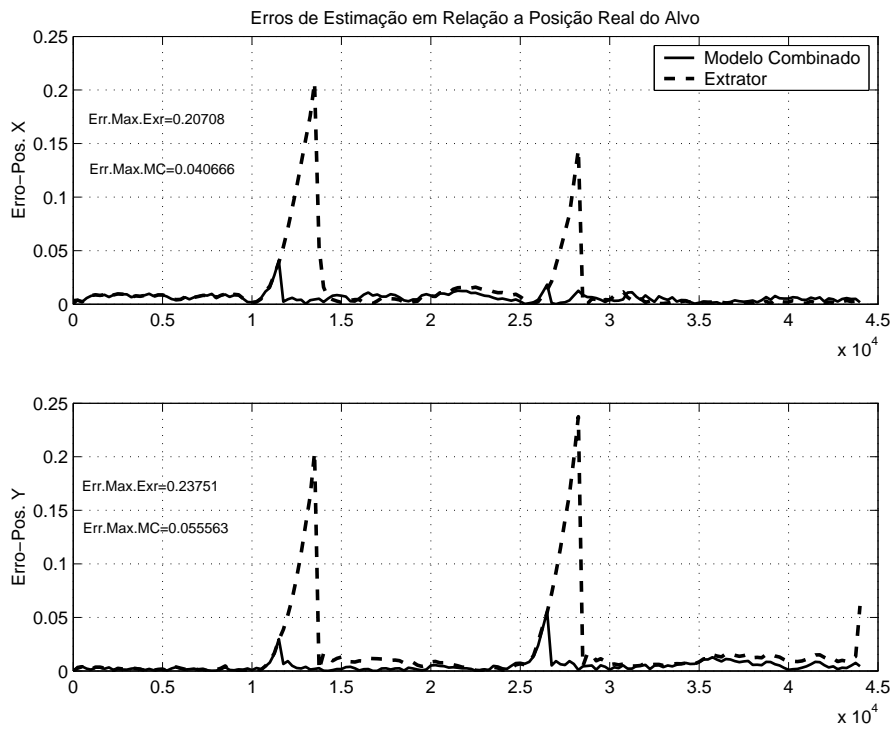 Erros de Estimação em Relação a Posição Real do Alvo
0.25
0.2
0.15
0.1
0.05
0
Erro−Pos. X
Err.Max.Exr=0.20708
Err.Max.MC=0.040666
Modelo Combinado
Extrator
0 0.5 1 1.5 2 2.5 3 3.5 4 4.5
x 10^4
0.25
0.2
0.15
0.1
0.05
0
Erro−Pos. Y
Err.Max.Exr=0.23751
Err.Max.MC=0.055563
0 0.5 1 1.5 2 2.5 3 3.5 4 4.5
x 10^4